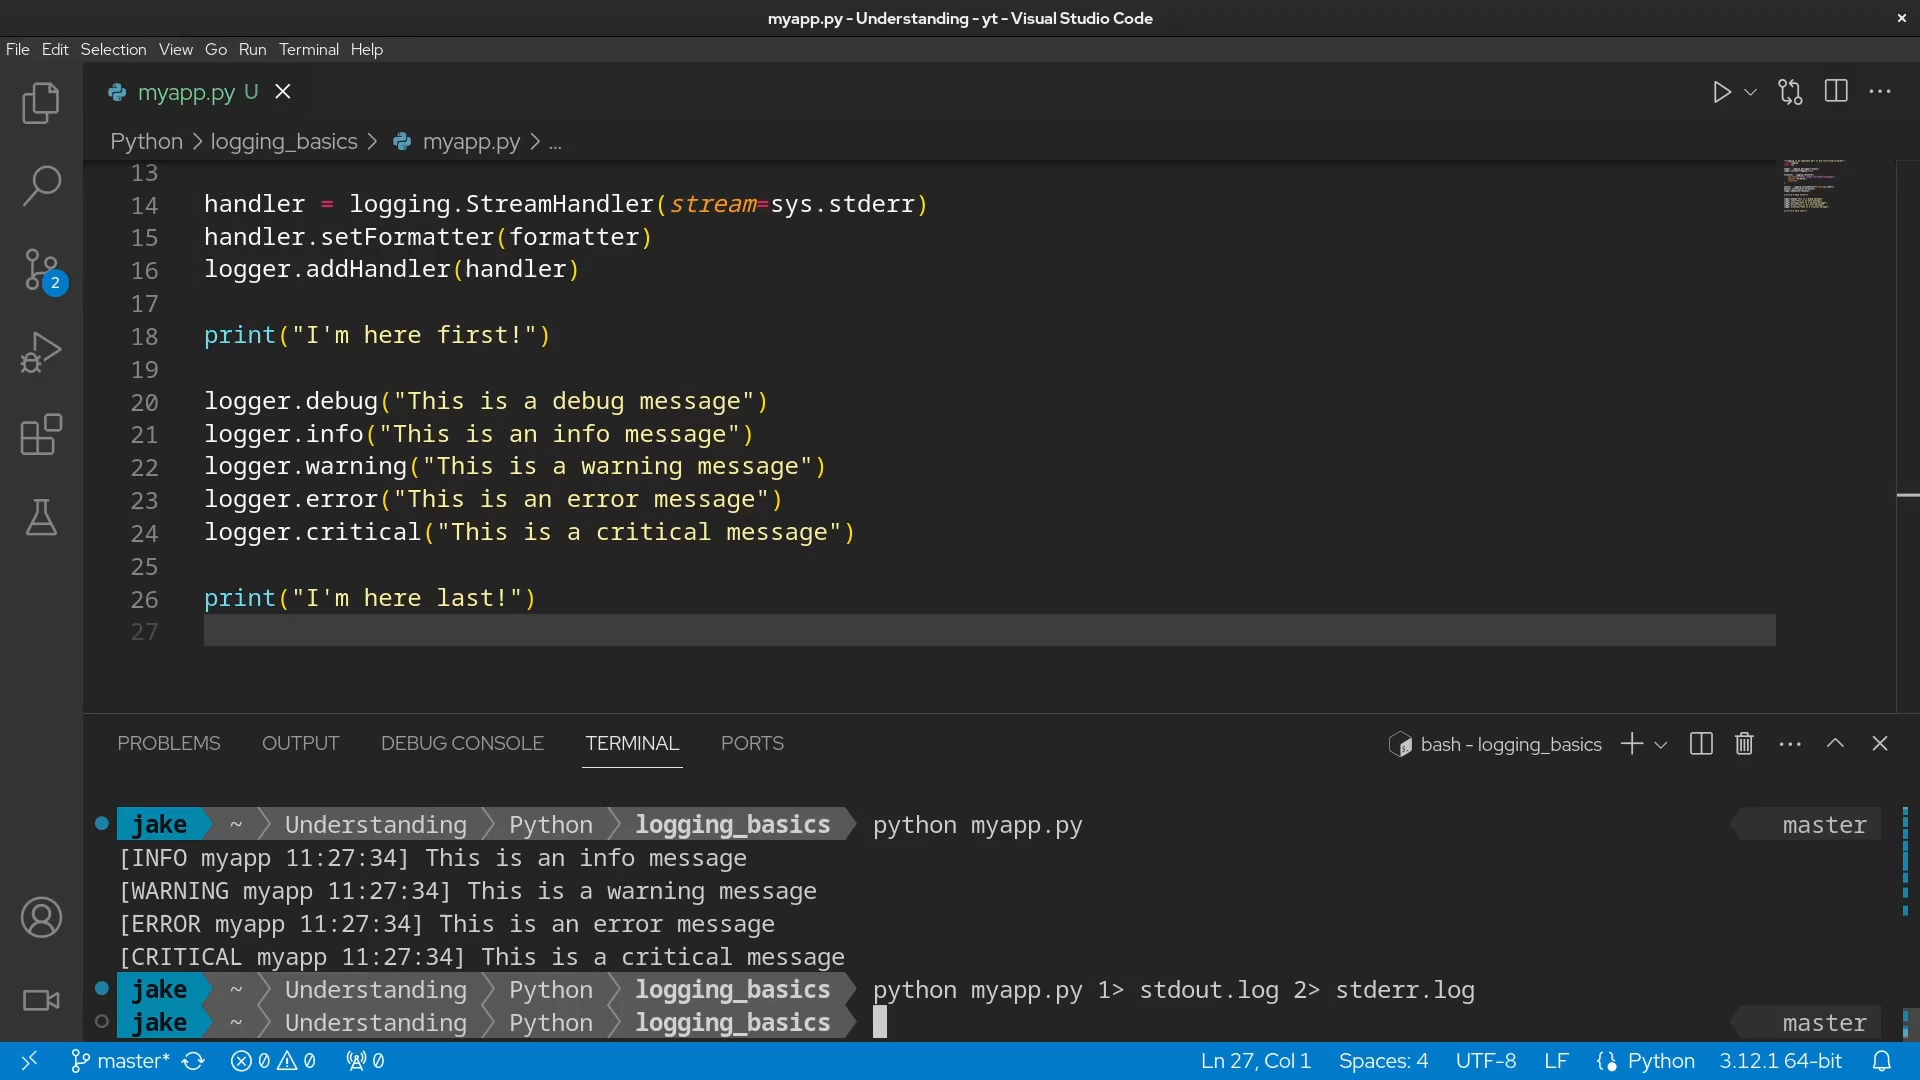 myapp.py - Understanding - yt - Visual Studio Code
File Edit Selection View Go Run Terminal Help
myapp.py U
Python > logging_basics > myapp.py > ...
13
14 handler = logging.StreamHandler(stream=sys.stderr)
15 handler.setFormatter(formatter)
16 logger.addHandler(handler)
17
18 print("I'm here first!")
19
20 logger.debug("This is a debug message")
21 logger.info("This is an info message")
22 logger.warning("This is a warning message")
23 logger.error("This is an error message")
24 logger.critical("This is a critical message")
25
26 print("I'm here last!")
27
2
PROBLEMS OUTPUT DEBUG CONSOLE TERMINAL PORTS bash - logging_basics
jake ~ Understanding Python logging_basics python myapp.py master
[INFO myapp 11:27:34] This is an info message
[WARNING myapp 11:27:34] This is a warning message
[ERROR myapp 11:27:34] This is an error message
[CRITICAL myapp 11:27:34] This is a critical message
jake ~ Understanding Python logging_basics python myapp.py 1> stdout.log 2> stderr.log
jake ~ Understanding Python logging_basics master
master* 0 0 0 Ln 27, Col 1 Spaces: 4 UTF-8 LF Python 3.12.1 64-bit